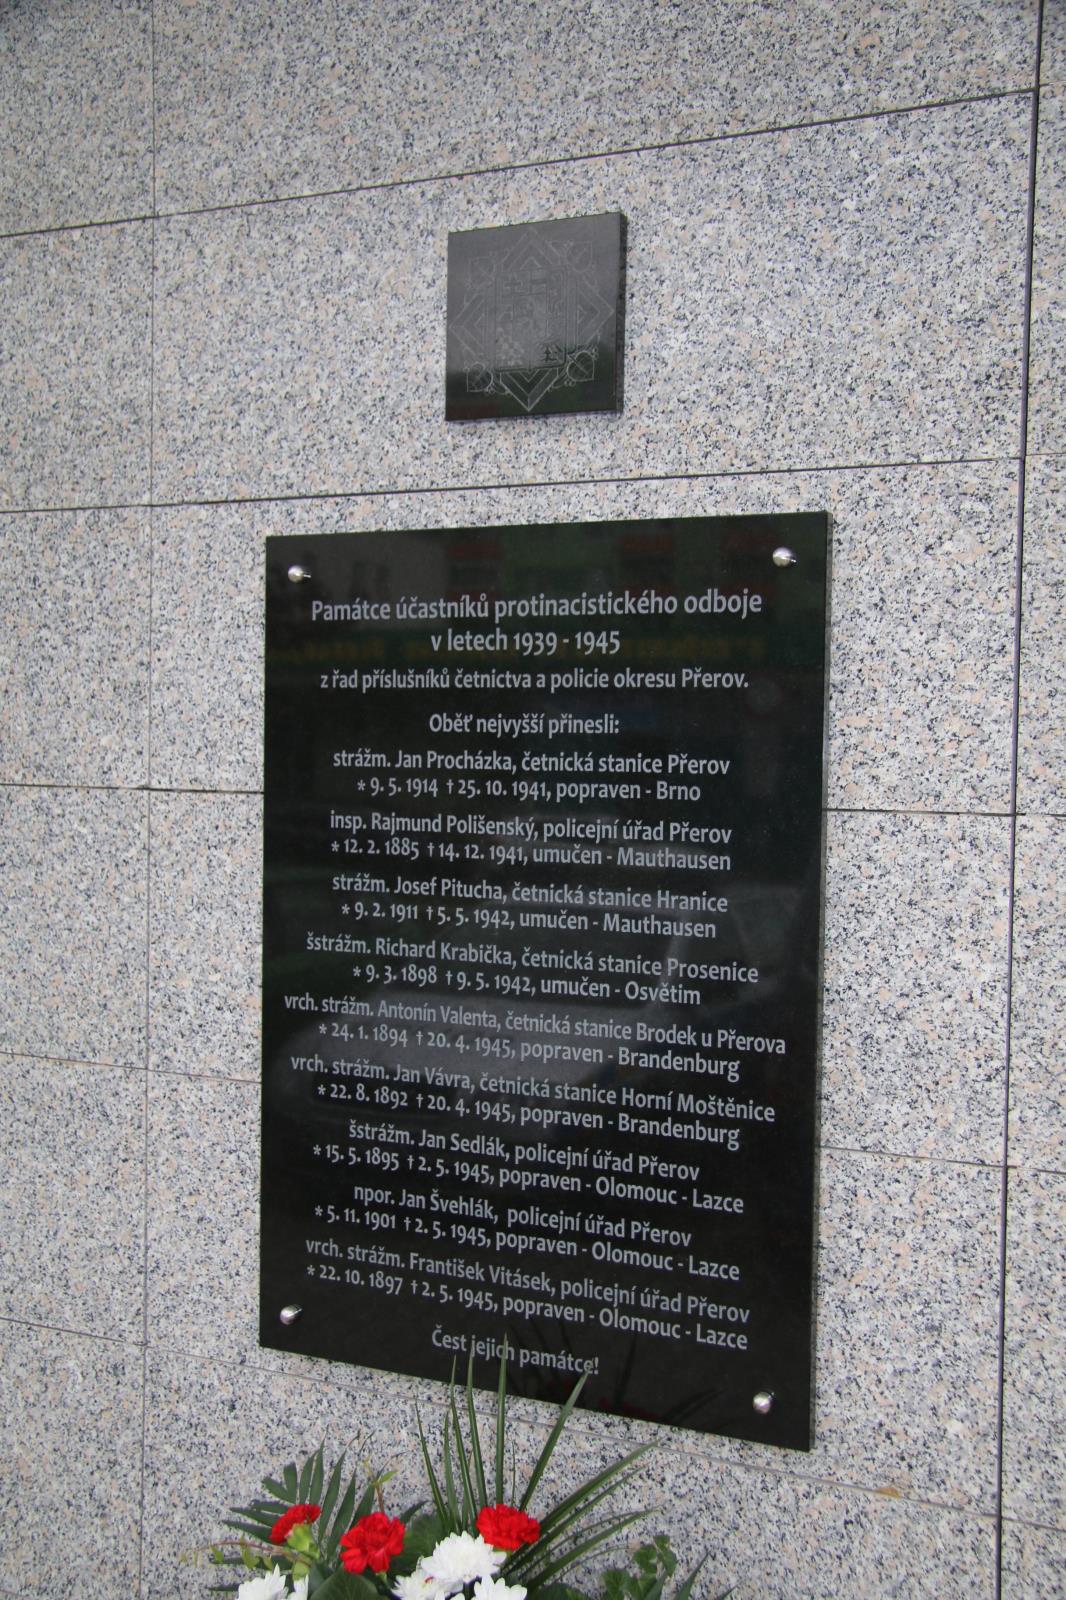 Památce účastníků protinacistického odboje
v letech 1939 - 1945
z řad příslušníků četnictva a policie okresu Přerov.
Oběť nejvyšší přinesli:
strážm. Jan Procházka, četnická stanice Přerov
* 9. 5. 1914 † 25. 10. 1941, popraven - Brno
insp. Rajmund Polišenský, policejní úřad Přerov
* 12. 2. 1885 † 14. 12. 1941, umučen - Mauthausen
strážm. Josef Pitucha, četnická stanice Hranice
* 9. 2. 1911 † 5. 5. 1942, umučen - Mauthausen
šstrážm. Richard Krabička, četnická stanice Prosenice
* 9. 3. 1898 † 9. 5. 1942, umučen - Osvětim
vrch. strážm. Antonín Valenta, četnická stanice Brodek u Přerova
* 24. 1. 1894 † 20. 4. 1945, popraven - Brandenburg
vrch. strážm. Jan Vávra, četnická stanice Horní Moštěnice
* 22. 8. 1892 † 20. 4. 1945, popraven - Brandenburg
šstrážm. Jan Sedlák, policejní úřad Přerov
* 15. 5. 1895 † 2. 5. 1945, popraven - Olomouc - Lazce
npor. Jan Švehlák, policejní úřad Přerov
* 5. 11. 1901 † 2. 5. 1945, popraven - Olomouc - Lazce
vrch. strážm. František Vitásek, policejní úřad Přerov
* 22. 10. 1897 † 2. 5. 1945, popraven - Olomouc - Lazce
Čest jejich památce!